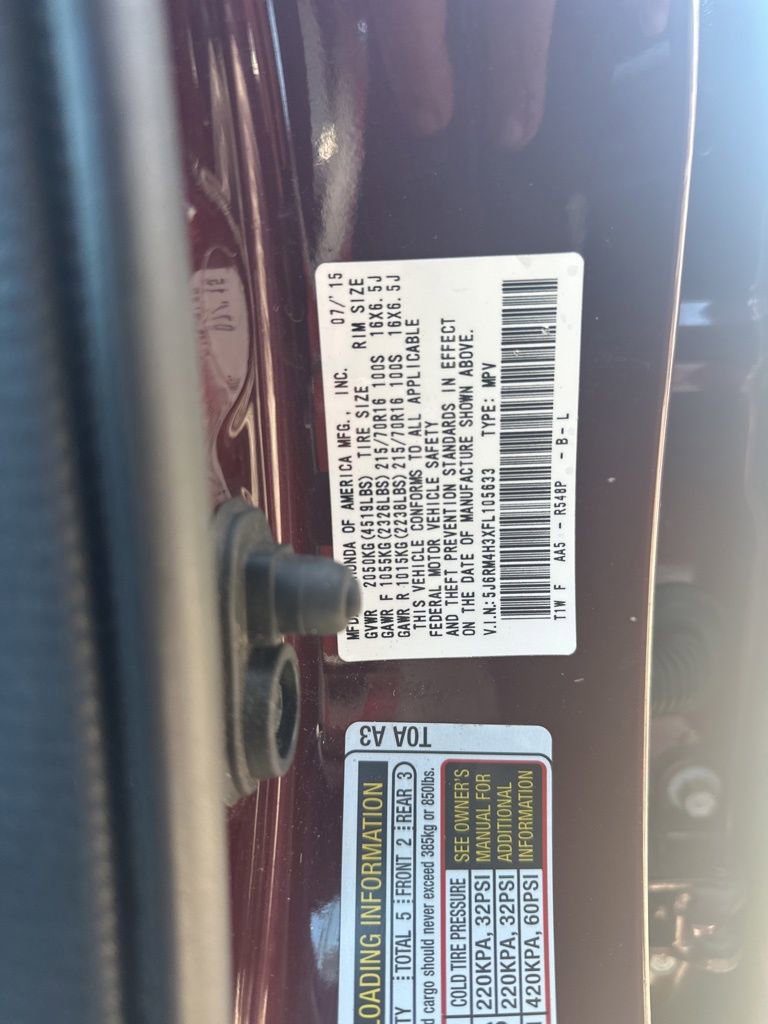 MFD. HONDA OF AMERICA MFG., INC. 07/'15
GVWR 2050KG(4519LBS) TIRE SIZE RIM SIZE
GAWR F 1055KG(2326LBS) 215/70R16 100S 16X6.5J
GAWR R 1015KG(2238LBS) 215/70R16 100S 16X6.5J
THIS VEHICLE CONFORMS TO ALL APPLICABLE
FEDERAL MOTOR VEHICLE SAFETY
AND THEFT PREVENTION STANDARDS IN EFFECT
ON THE DATE OF MANUFACTURE SHOWN ABOVE.
V.I.N.:5J6RM4H3XFL105633 TYPE: MPV
T1W F AA5 - R548P - B- L
T0A A3
LOADING INFORMATION
TOTAL 5 FRONT 2 REAR 3
cargo should never exceed 385kg or 850lbs.
COLD TIRE PRESSURE
220KPA, 32PSI
220KPA, 32PSI
420KPA, 60PSI
SEE OWNER'S
MANUAL FOR
ADDITIONAL
INFORMATION